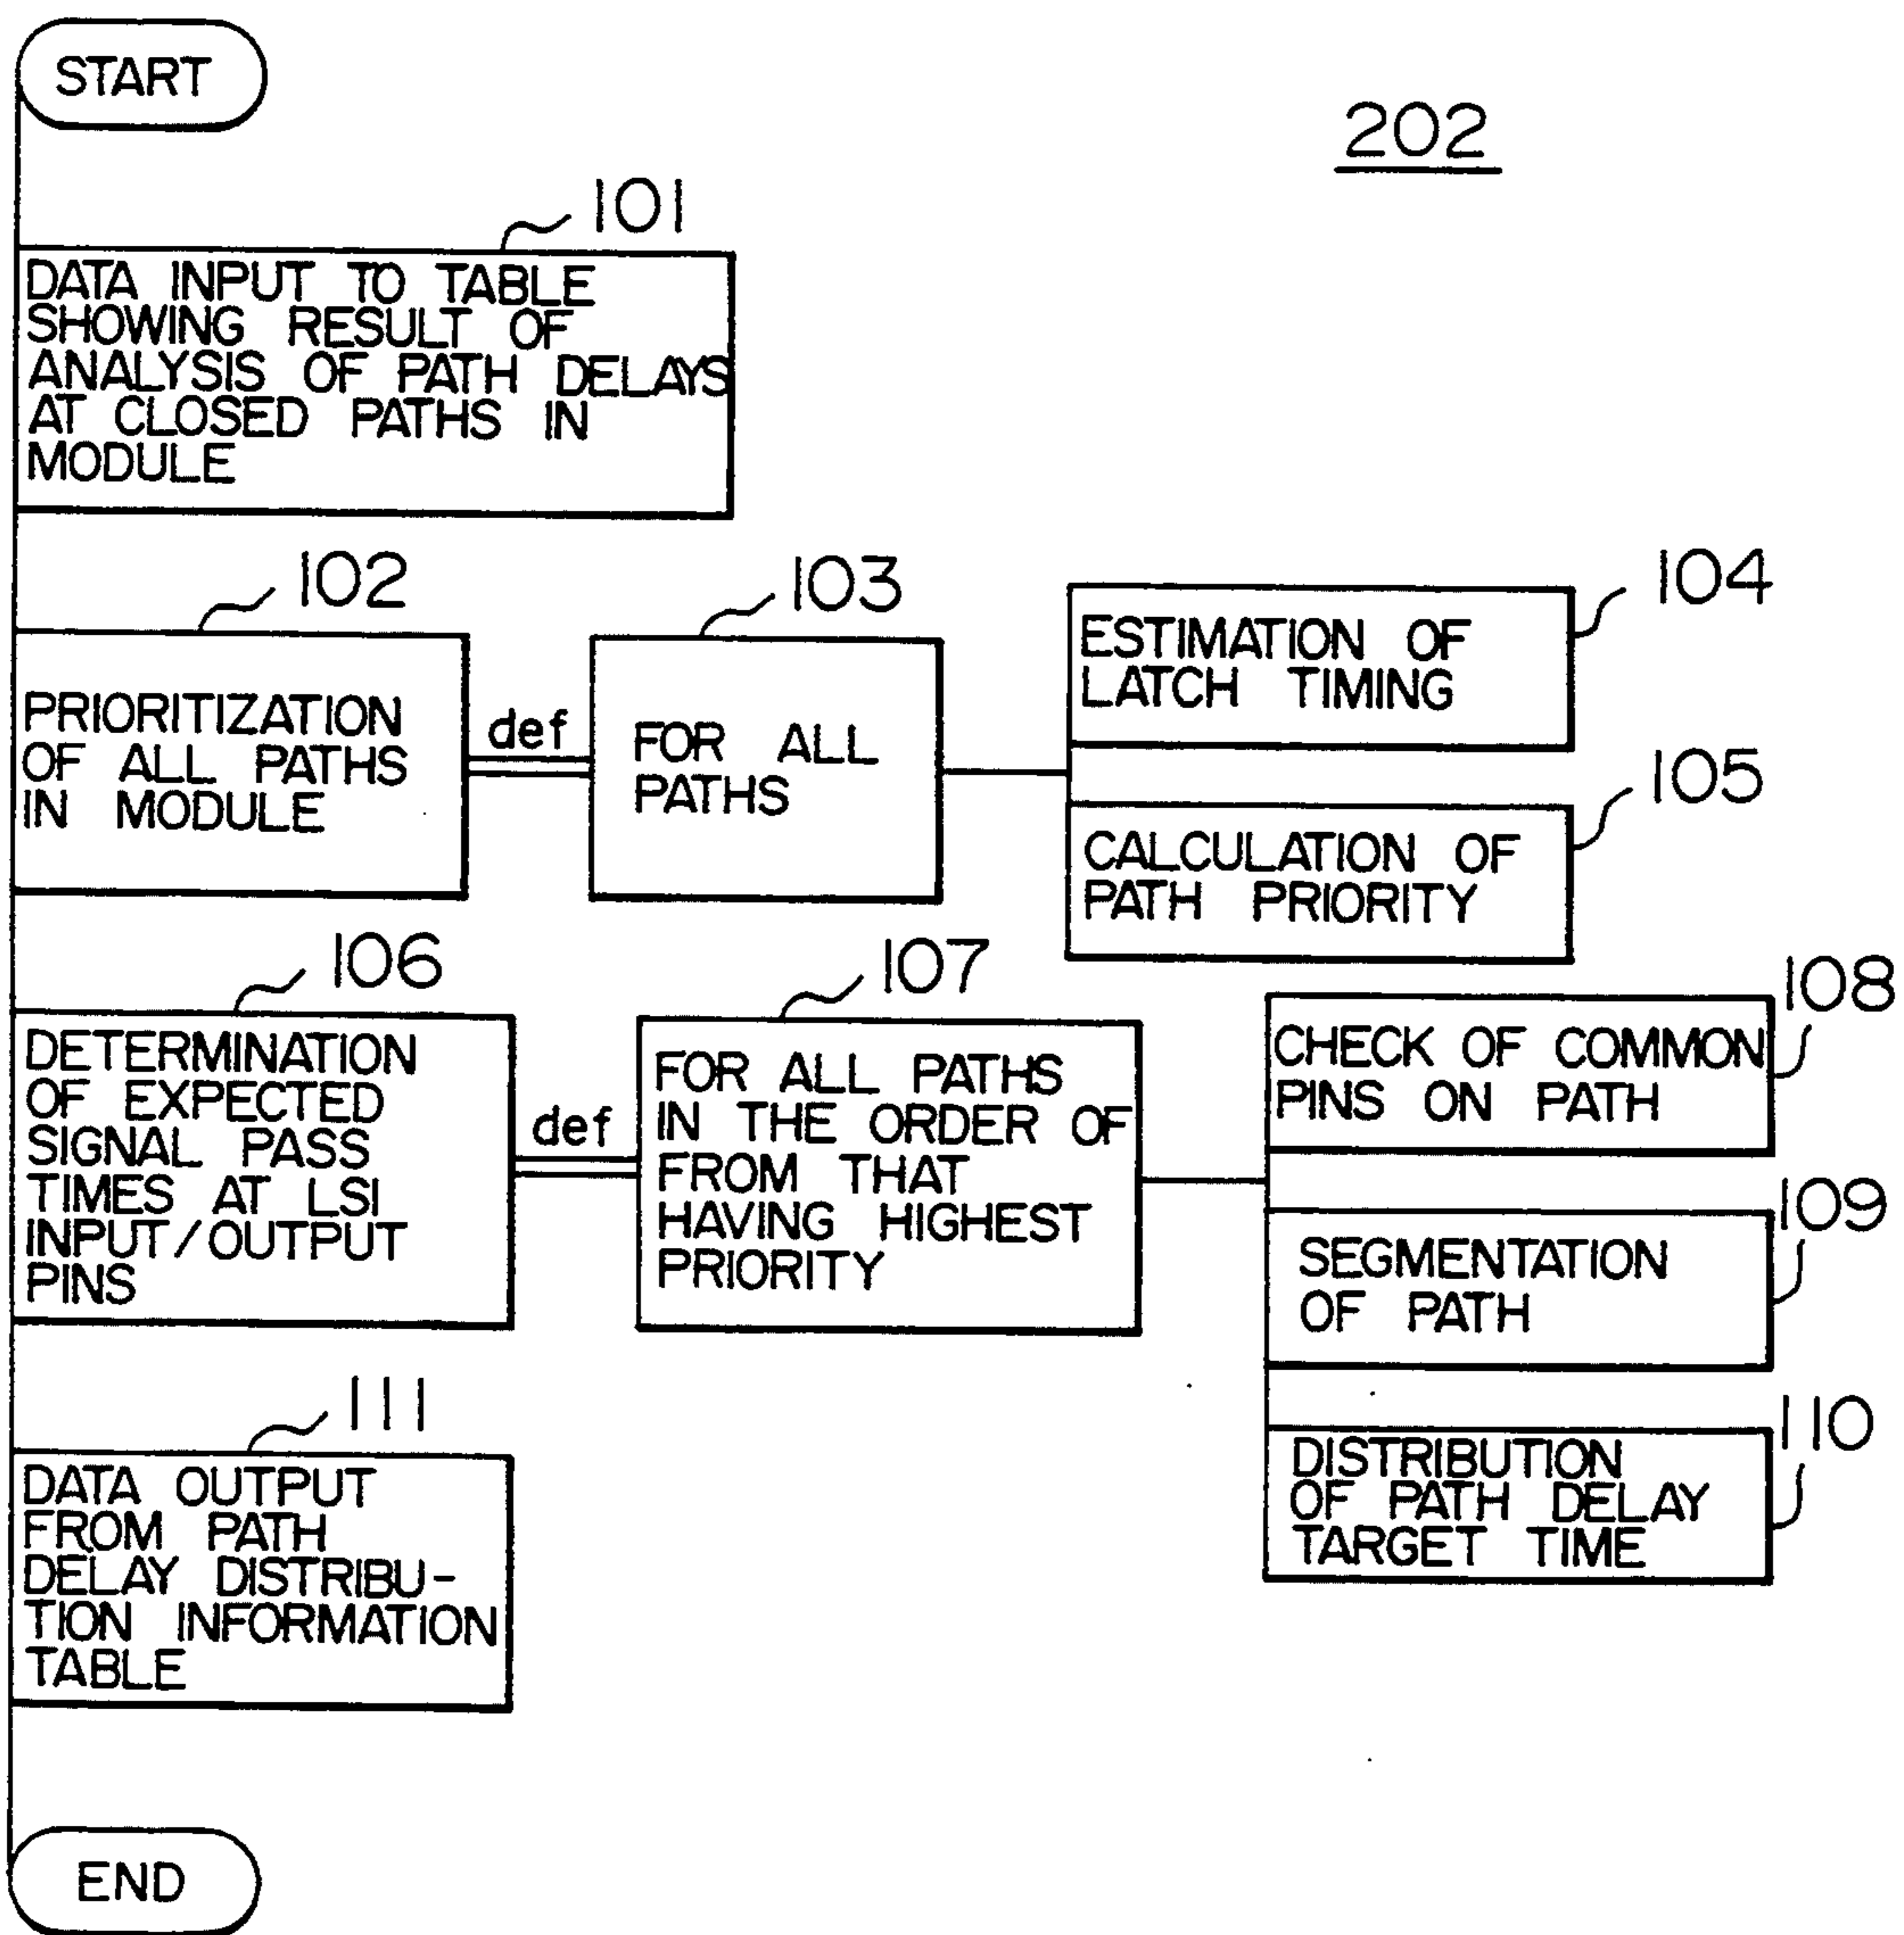 START
202
101
DATA INPUT TO TABLE
SHOWING RESULT OF
ANALYSIS OF PATH DELAYS
AT CLOSED PATHS IN
MODULE
102
PRIORITIZATION
OF ALL PATHS
IN MODULE
def
103
FOR ALL
PATHS
104
ESTIMATION OF
LATCH TIMING
105
CALCULATION OF
PATH PRIORITY
106
DETERMINATION
OF EXPECTED
SIGNAL PASS
TIMES AT LSI
INPUT/OUTPUT
PINS
def
107
FOR ALL PATHS
IN THE ORDER OF
FROM THAT
HAVING HIGHEST
PRIORITY
108
CHECK OF COMMON
PINS ON PATH
109
SEGMENTATION
OF PATH
110
DISTRIBUTION
OF PATH DELAY
TARGET TIME
111
DATA OUTPUT
FROM PATH
DELAY DISTRIBU-
TION INFORMATION
TABLE
END